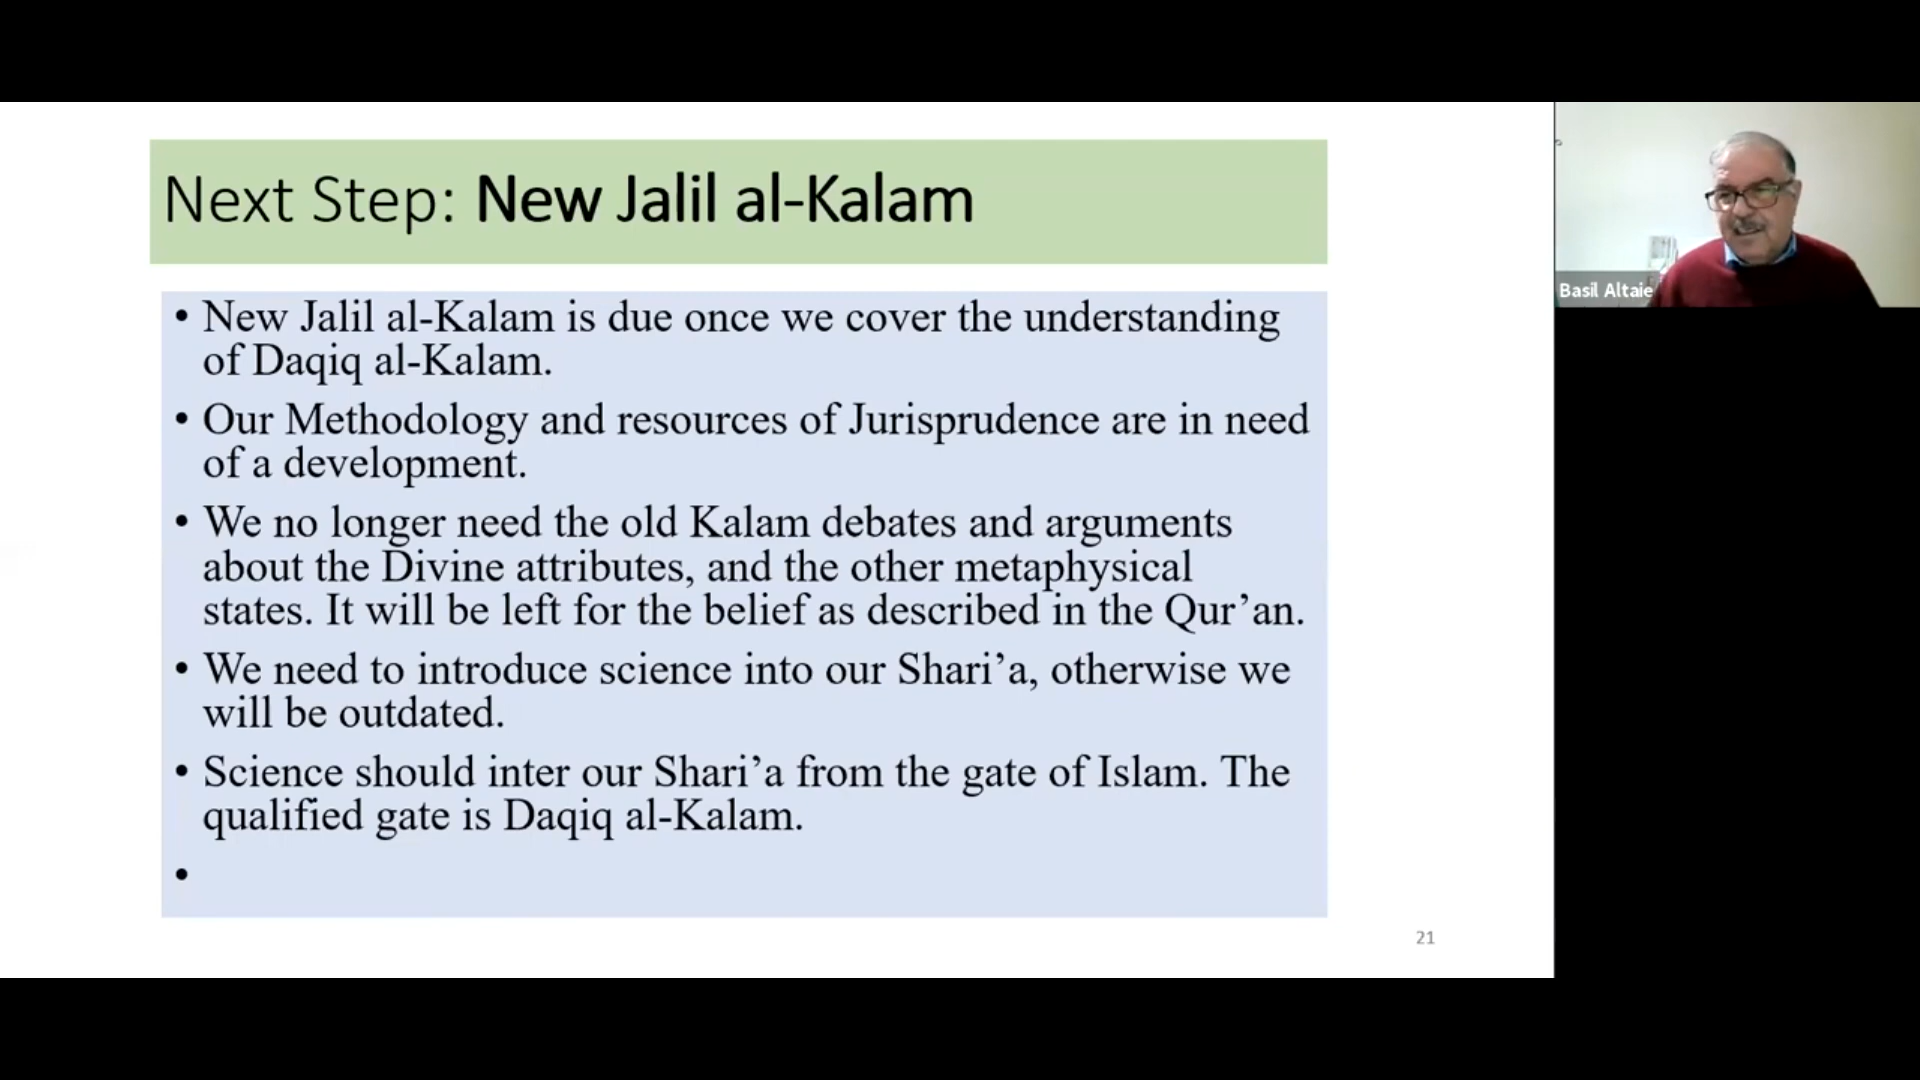 Next Step: New Jalil al-Kalam
• New Jalil al-Kalam is due once we cover the understanding
of Daqiq al-Kalam.
• Our Methodology and resources of Jurisprudence are in need
of a development.
• We no longer need the old Kalam debates and arguments
about the Divine attributes, and the other metaphysical
states. It will be left for the belief as described in the Qur’an.
• We need to introduce science into our Shari’a, otherwise we
will be outdated.
• Science should inter our Shari’a from the gate of Islam. The
qualified gate is Daqiq al-Kalam.
•
21
Basil Altaie